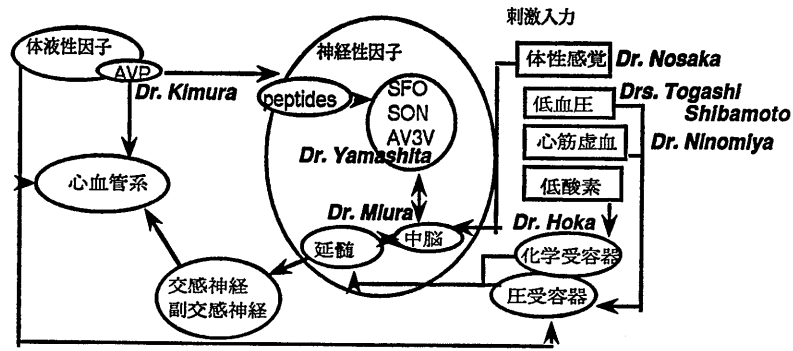 刺激入力
体液性因子
AVP
Dr. Kimura
神経性因子
peptides
SFO
SON
AV3V
Dr. Yamashita
体性感覚
Dr. Nosaka
低血圧
Drs. Togashi
Shibamoto
心筋虚血
Dr. Ninomiya
低酸素
心血管系
Dr. Miura
延髄
中脳
Dr. Hoka
化学受容器
圧受容器
交感神経
副交感神経